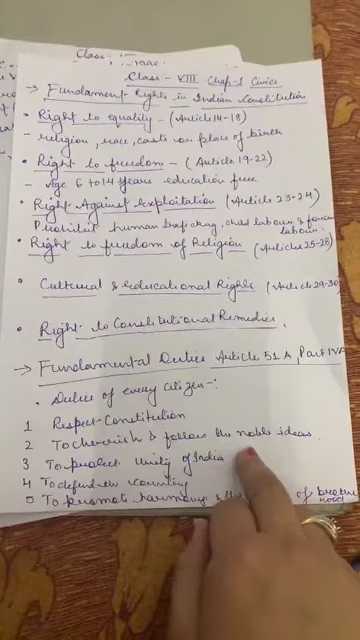 Class
Class - VIII Chap-1 Civics
→ Fundament Rights in Indian Constitution
• Right to equality - (Article 14-18)
- religion, race, caste or place of birth
• Right to freedom - (Article 19-22)
- Age 6 to 14 years education free
• Right Against exploitation (Article 23-24)
Prohibit human traficking, child labour &
labour.
• Right to freedom of Religion (Article 25-28)
• Cultural & educational Rights (Article 29-30)
• Right to Constitutional Remedies.
→ Fundamental Duties Article 51A, Part IVA
• Duties of every citizen -:
1 Respect Constitution
2 To cherish & follow the noble ideas.
3 To protect Unity of India
4 To defend country
5 To promote harmony & of